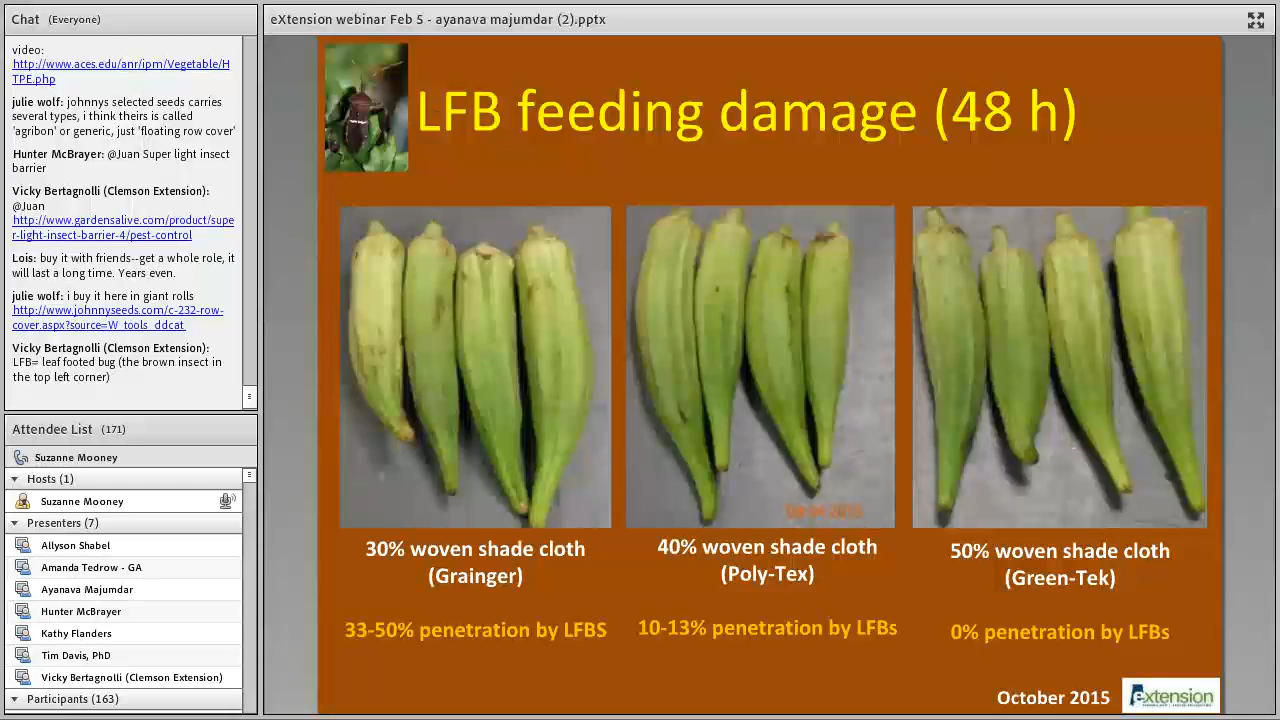 Chat (Everyone)
video:
http://www.aces.edu/anr/ipm/Vegetable/H
TPE.php
julie wolf: johnnys selected seeds carries
several types, i think theirs is called
'agribon' or generic, just 'floating row cover'
Hunter McBrayer: @Juan Super light insect
barrier
Vicky Bertagnolli (Clemson Extension):
@Juan
http://www.gardensalive.com/product/supe
r-light-insect-barrier-4/pest-control
Lois: buy it with friends--get a whole role, it
will last a long time. Years even.
julie wolf: i buy it here in giant rolls
http://www.johnnyseeds.com/c-232-row-
cover.aspx?source=W_tools_ddcat
Vicky Bertagnolli (Clemson Extension):
LFB= leaf footed bug (the brown insect in
the top left corner)
Attendee List (171)
Suzanne Mooney
Hosts (1)
Suzanne Mooney
Presenters (7)
Allyson Shabel
Amanda Tedrow - GA
Ayanava Majumdar
Hunter McBrayer
Kathy Flanders
Tim Davis, PhD
Vicky Bertagnolli (Clemson Extension)
Participants (163)
eXtension webinar Feb 5 - ayanava majumdar (2).pptx
LFB feeding damage (48 h)
30% woven shade cloth
(Grainger)
33-50% penetration by LFBS
40% woven shade cloth
(Poly-Tex)
10-13% penetration by LFBs
50% woven shade cloth
(Green-Tek)
0% penetration by LFBs
October 2015
extension